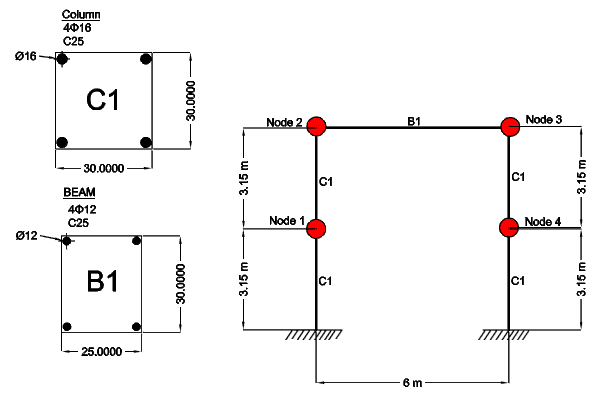 Column
4Φ16
C25
Ø16
C1
30.0000
30.0000
BEAM
4Φ12
C25
Ø12
B1
30.0000
25.0000
Node 2
B1
Node 3
3.15 m
C1
C1
3.15 m
Node 1
Node 4
3.15 m
C1
C1
3.15 m
6 m